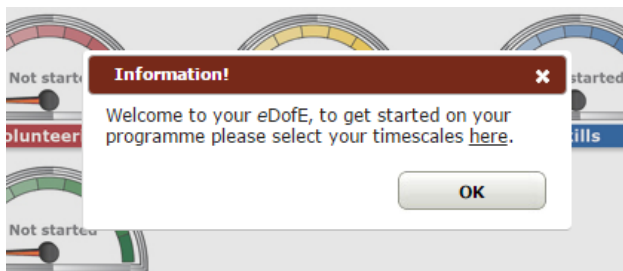 Information!
Not starte
started
Welcome to your eDofE, to get started on your
programme please select your timescales here.
olunteer
ills
OK
Not started